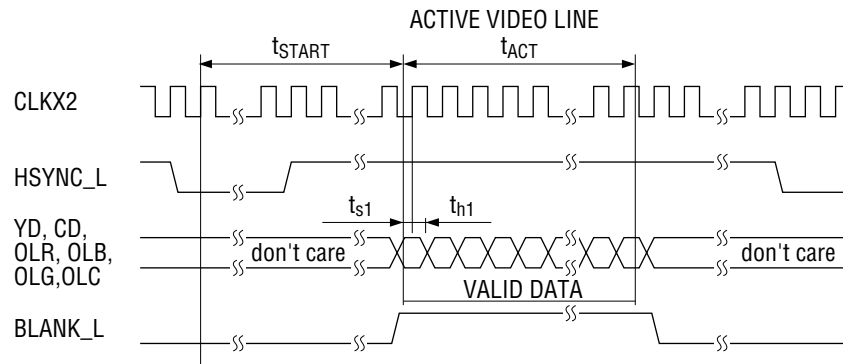 ACTIVE VIDEO LINE
tSTART
tACT
CLKX2
HSYNC_L
ts1
th1
YD, CD,
OLR, OLB,
OLG,OLC
don't care
don't care
VALID DATA
BLANK_L